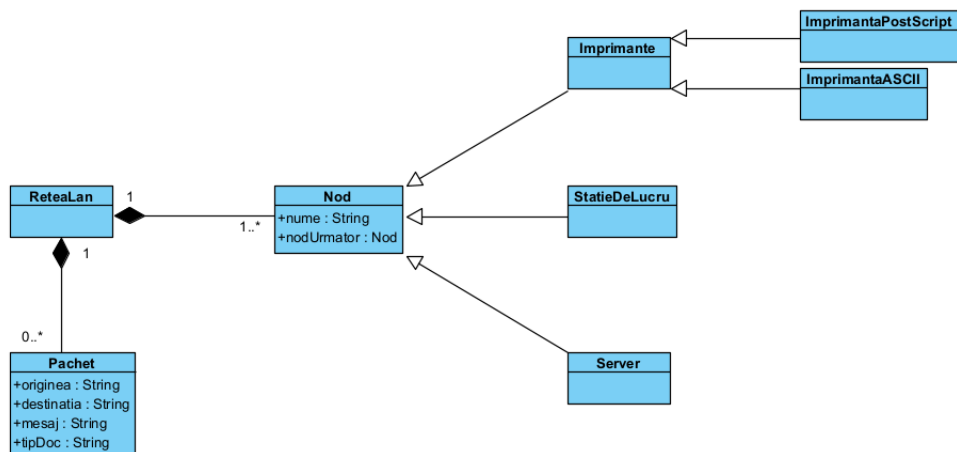 ImprimantaPostScript
Imprimante
ImprimantaASCII
ReteaLan
1
1..*
Nod
+nume : String
+nodUrmator : Nod
StatieDeLucru
1
0..*
Pachet
+originea : String
+destinatia : String
+mesaj : String
+tipDoc : String
Server